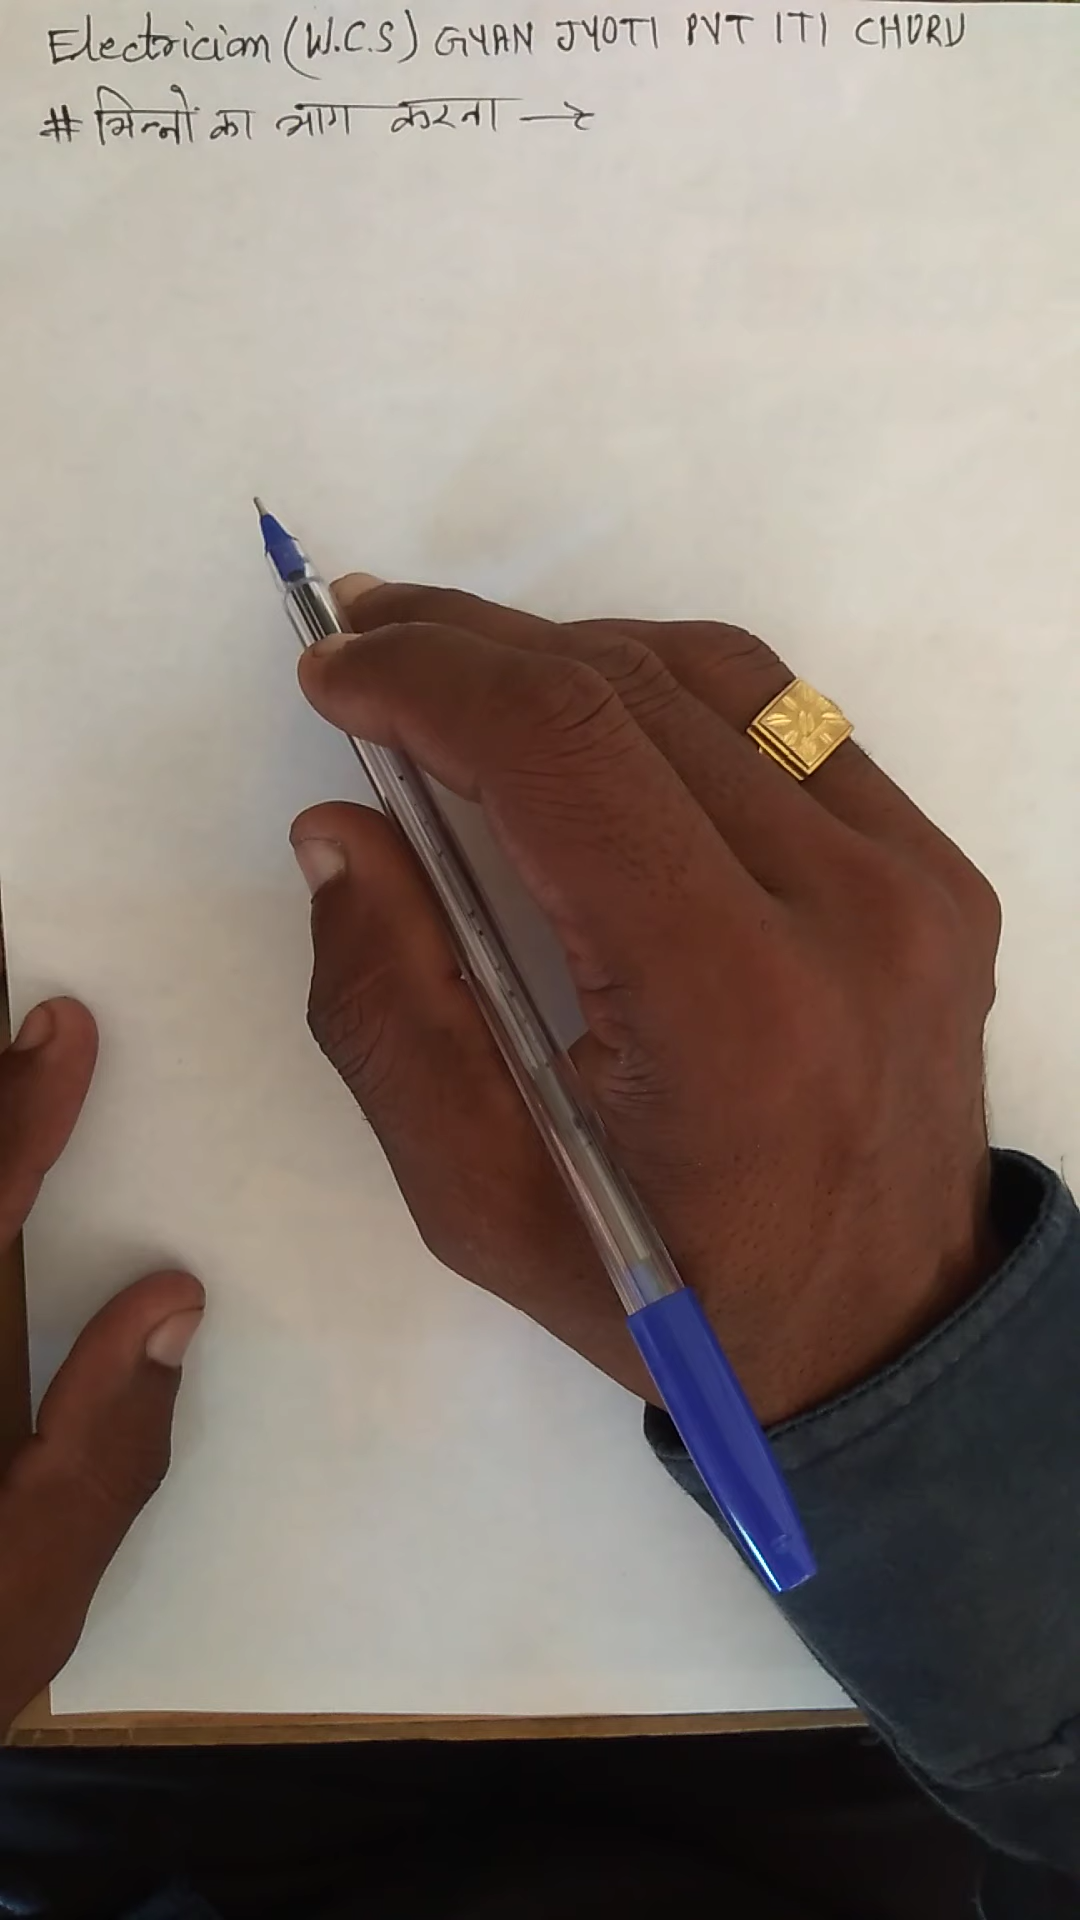 Electrician (W.C.S) GYAN JYOTI PVT ITI CHURU
# भिन्नों का भाग करना →